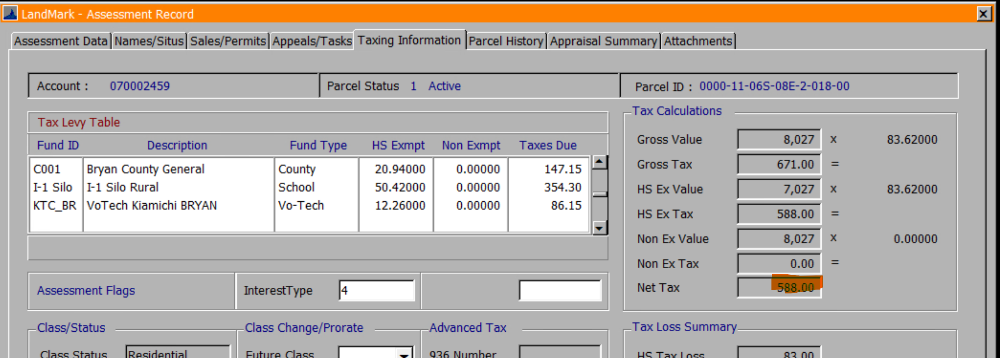 LandMark - Assessment Record
Assessment Data Names/Situs Sales/Permits Appeals/Tasks Taxing Information Parcel History Appraisal Summary Attachments
Account : 070002459 Parcel Status 1 Active Parcel ID : 0000-11-06S-08E-2-018-00
Tax Levy Table
Fund ID Description Fund Type HS Exmpt Non Exmpt Taxes Due
C001 Bryan County General County 20.94000 0.00000 147.15
I-1 Silo I-1 Silo Rural School 50.42000 0.00000 354.30
KTC_BR VoTech Kiamichi BRYAN Vo-Tech 12.26000 0.00000 86.15
Tax Calculations
Gross Value 8,027 x 83.62000
Gross Tax 671.00 =
HS Ex Value 7,027 x 83.62000
HS Ex Tax 588.00 =
Non Ex Value 8,027 x 0.00000
Non Ex Tax 0.00 =
Net Tax 588.00
Assessment Flags InterestType 4
Class/Status Class Change/Prorate Advanced Tax Tax Loss Summary
Class Status Residential Future Class 936 Number HS Tax Loss 83.00